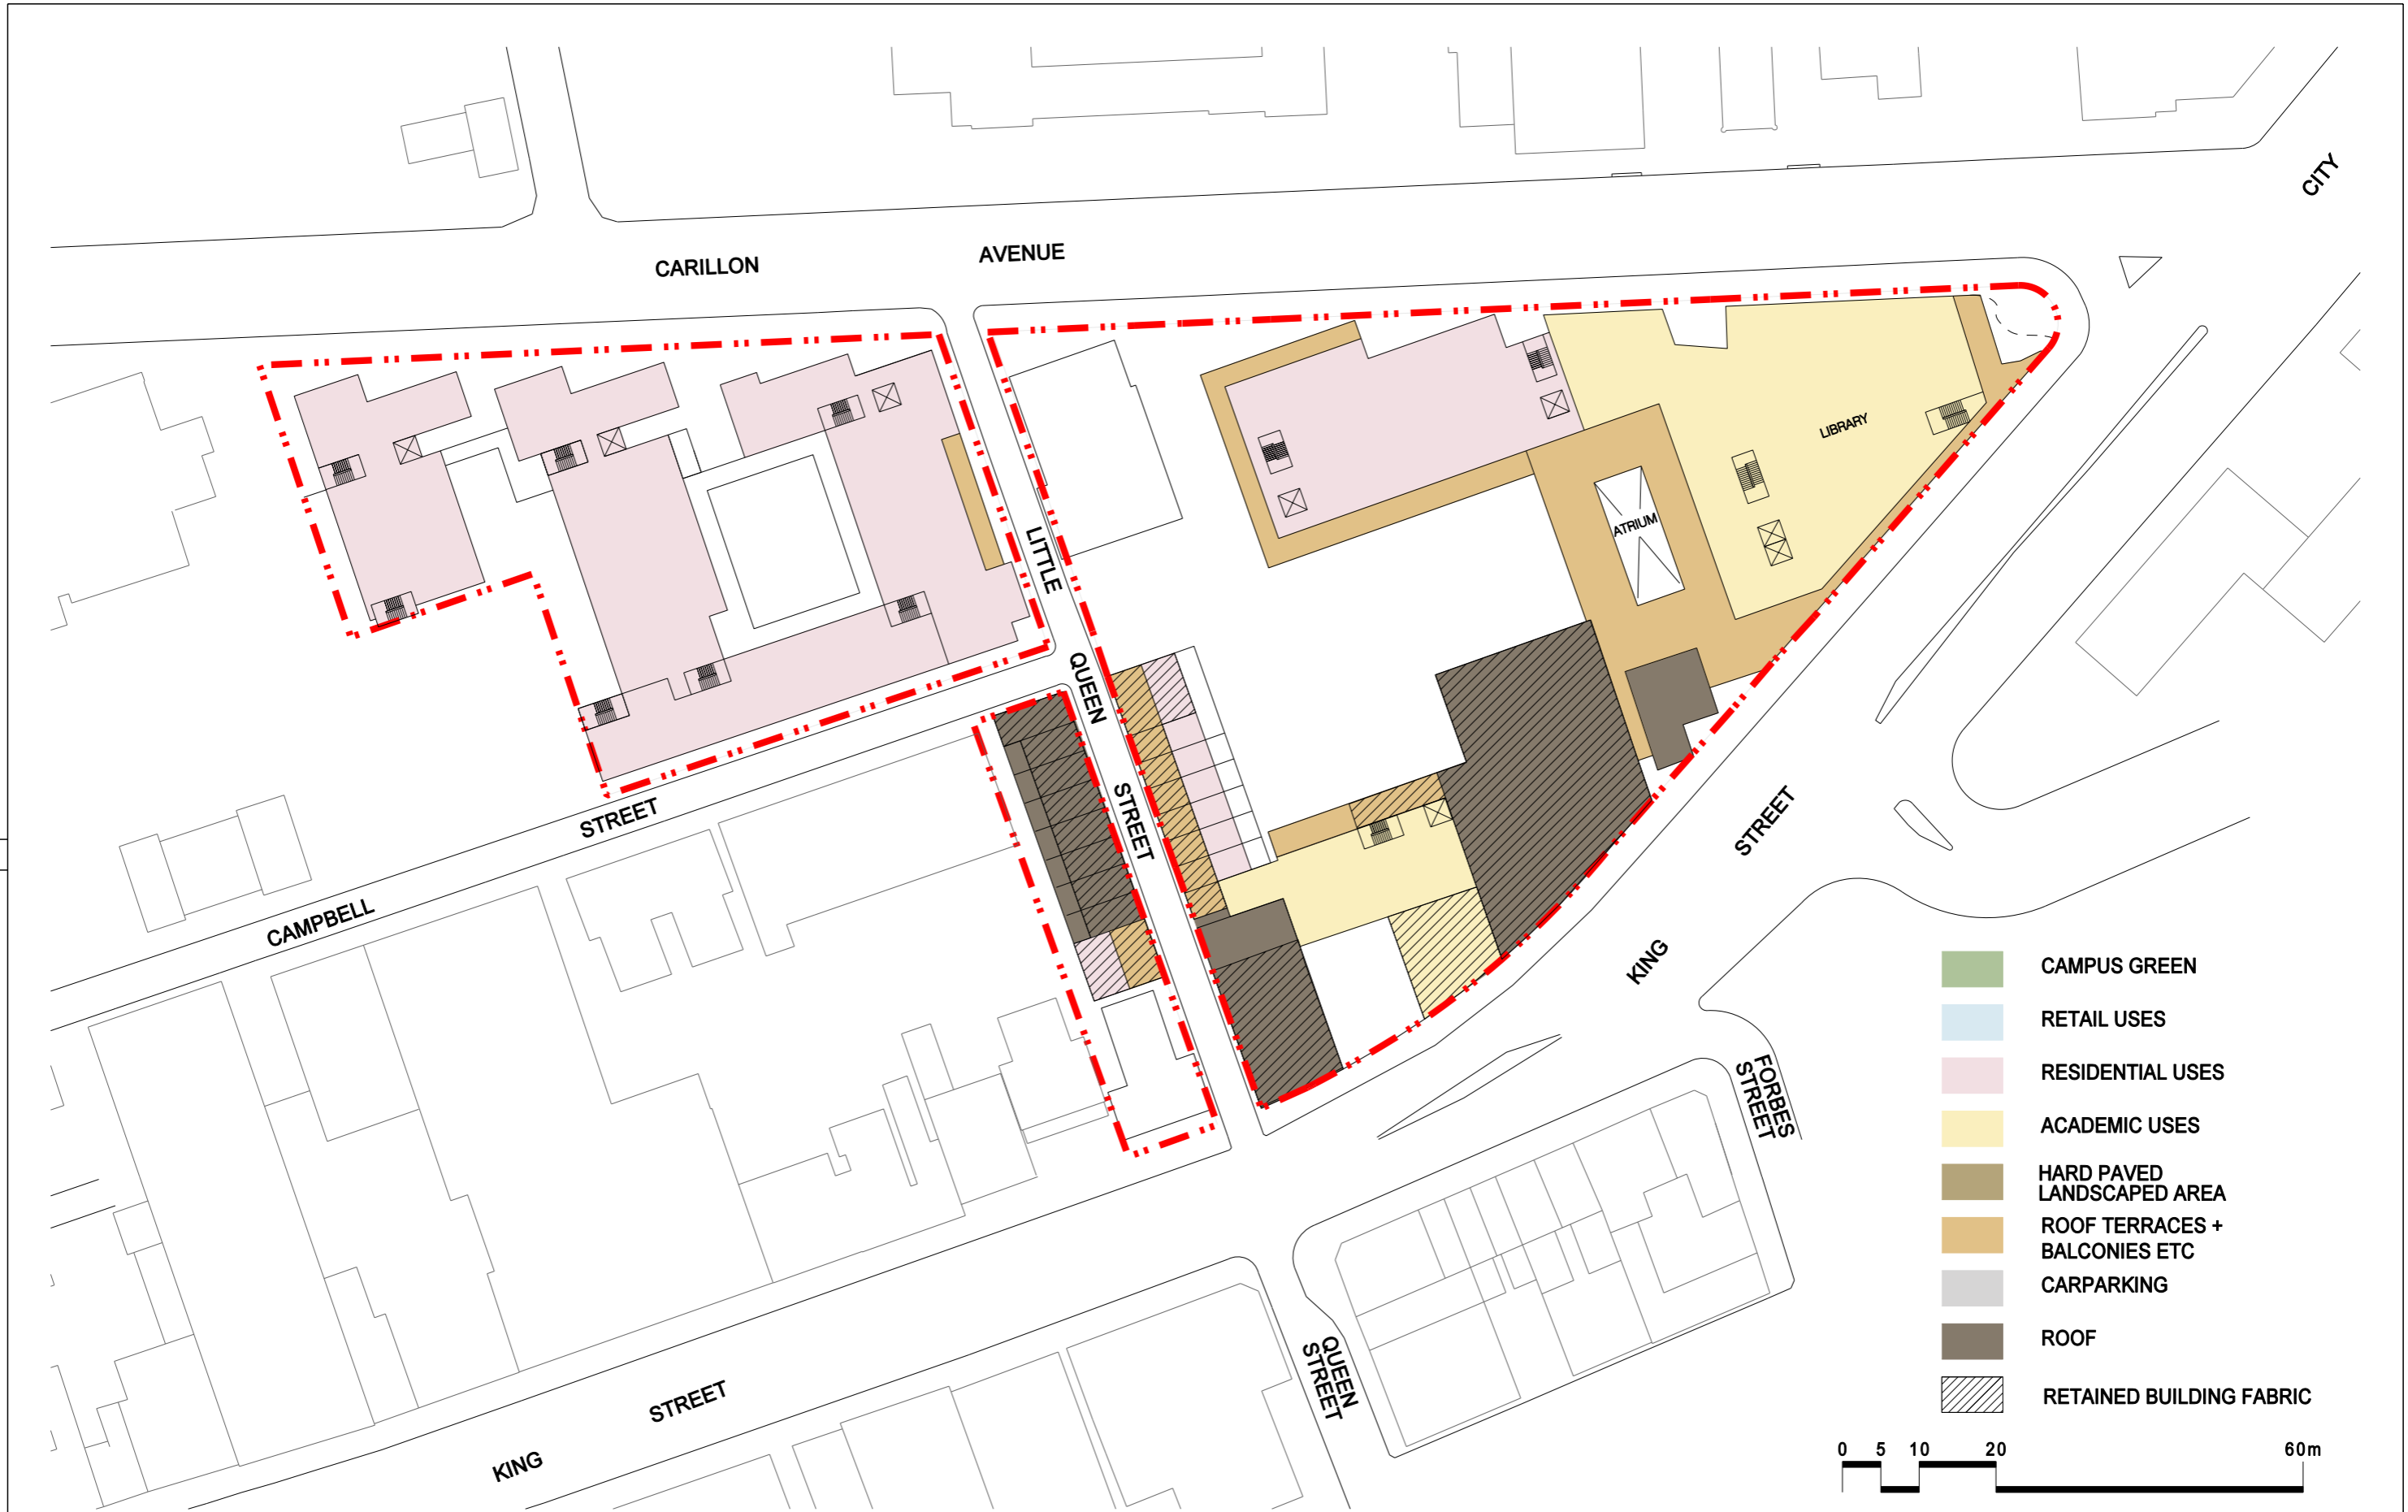 CITY
CARILLON
AVENUE
LIBRARY
ATRIUM
LITTLE
QUEEN
STREET
STREET
CAMPBELL
STREET
KING
FORBES
STREET
QUEEN
STREET
STREET
KING
CAMPUS GREEN
RETAIL USES
RESIDENTIAL USES
ACADEMIC USES
HARD PAVED
LANDSCAPED AREA
ROOF TERRACES +
BALCONIES ETC
CARPARKING
ROOF
RETAINED BUILDING FABRIC
0 5 10 20 60m